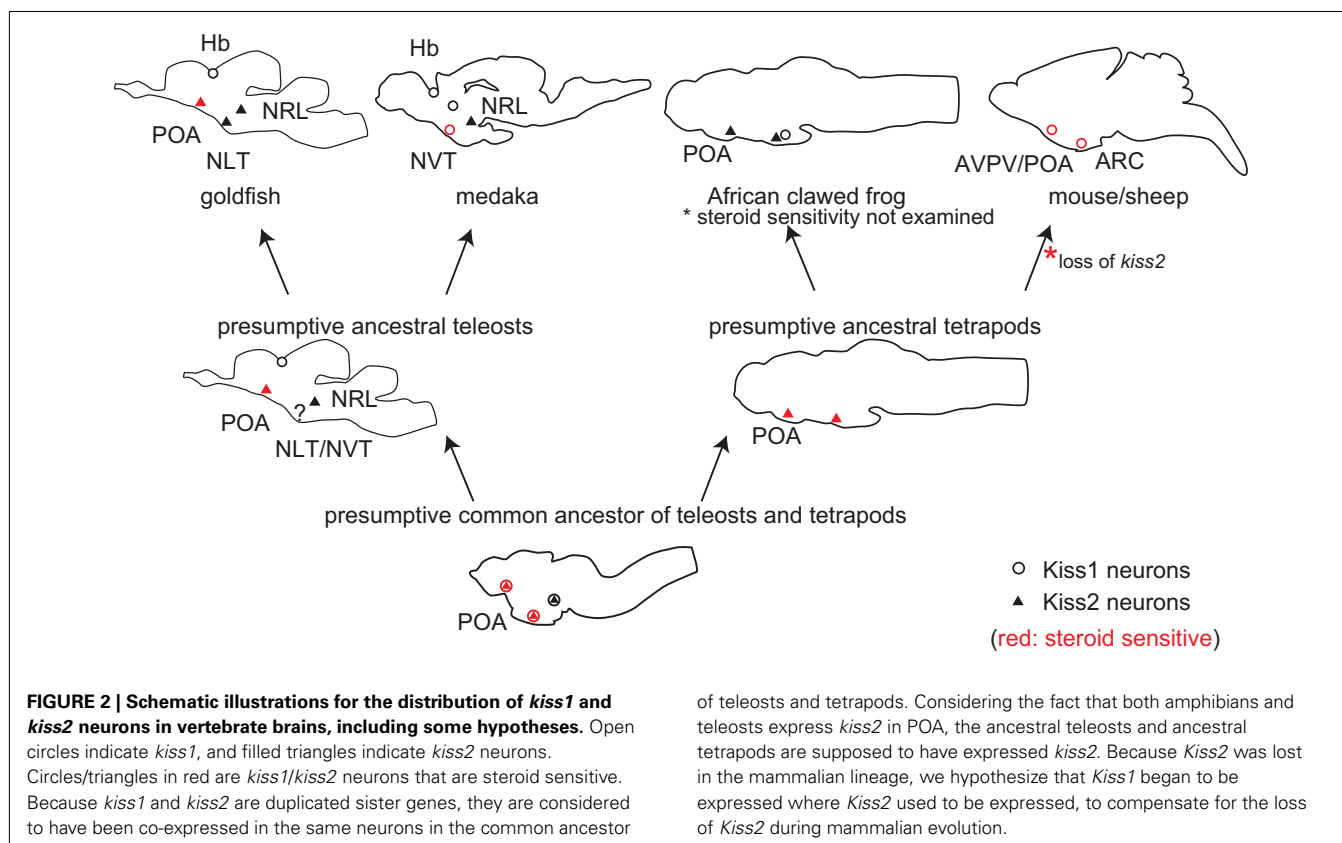 Hb
NRL
POA
NLT
goldfish
Hb
NRL
NVT
medaka
POA
African clawed frog
* steroid sensitivity not examined
AVPV/POA
ARC
mouse/sheep
*loss of kiss2
presumptive ancestral teleosts
NRL
POA
?
NLT/NVT
presumptive ancestral tetrapods
POA
presumptive common ancestor of teleosts and tetrapods
POA
Kiss1 neurons
Kiss2 neurons
(red: steroid sensitive)
FIGURE 2 | Schematic illustrations for the distribution of kiss1 and
kiss2 neurons in vertebrate brains, including some hypotheses. Open
circles indicate kiss1, and filled triangles indicate kiss2 neurons.
Circles/triangles in red are kiss1/kiss2 neurons that are steroid sensitive.
Because kiss1 and kiss2 are duplicated sister genes, they are considered
to have been co-expressed in the same neurons in the common ancestor
of teleosts and tetrapods. Considering the fact that both amphibians and
teleosts express kiss2 in POA, the ancestral teleosts and ancestral
tetrapods are supposed to have expressed kiss2. Because Kiss2 was lost
in the mammalian lineage, we hypothesize that Kiss1 began to be
expressed where Kiss2 used to be expressed, to compensate for the loss
of Kiss2 during mammalian evolution.